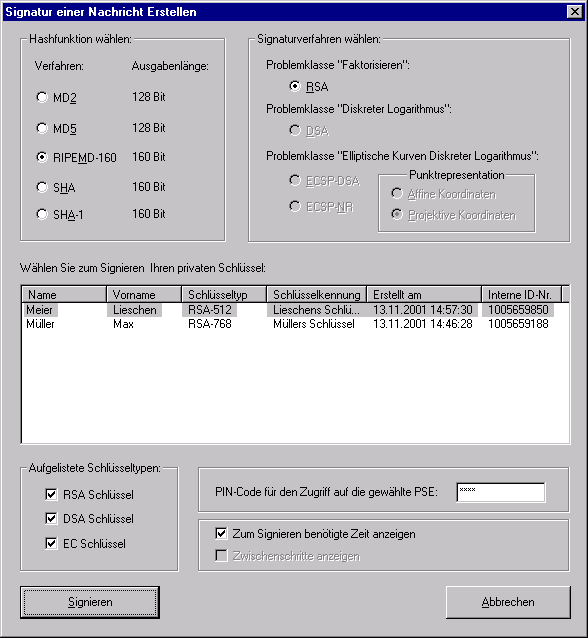 Signatur einer Nachricht Erstellen
Hashfunktion wählen:
Verfahren: Ausgabenlänge:
MD2 128 Bit
MD5 128 Bit
RIPEMD-160 160 Bit
SHA 160 Bit
SHA-1 160 Bit
Signaturverfahren wählen:
Problemklasse "Faktorisieren":
RSA
Problemklasse "Diskreter Logarithmus":
DSA
Problemklasse "Elliptische Kurven Diskreter Logarithmus":
ECSP-DSA
ECSP-NR
Punktrepresentation
Affine Koordinaten
Projektive Koordinaten
Wählen Sie zum Signieren Ihren privaten Schlüssel:
Name Vorname Schlüsseltyp Schlüsselkennung Erstellt am Interne ID-Nr.
Meier Lieschen RSA-512 Lieschens Schlü... 13.11.2001 14:57:30 1005659850
Müller Max RSA-768 Müllers Schlüssel 13.11.2001 14:46:28 1005659188
Aufgelistete Schlüsseltypen:
RSA Schlüssel
DSA Schlüssel
EC Schlüssel
PIN-Code für den Zugriff auf die gewählte PSE: ****
Zum Signieren benötigte Zeit anzeigen
Zwischenschritte anzeigen
Signieren
Abbrechen